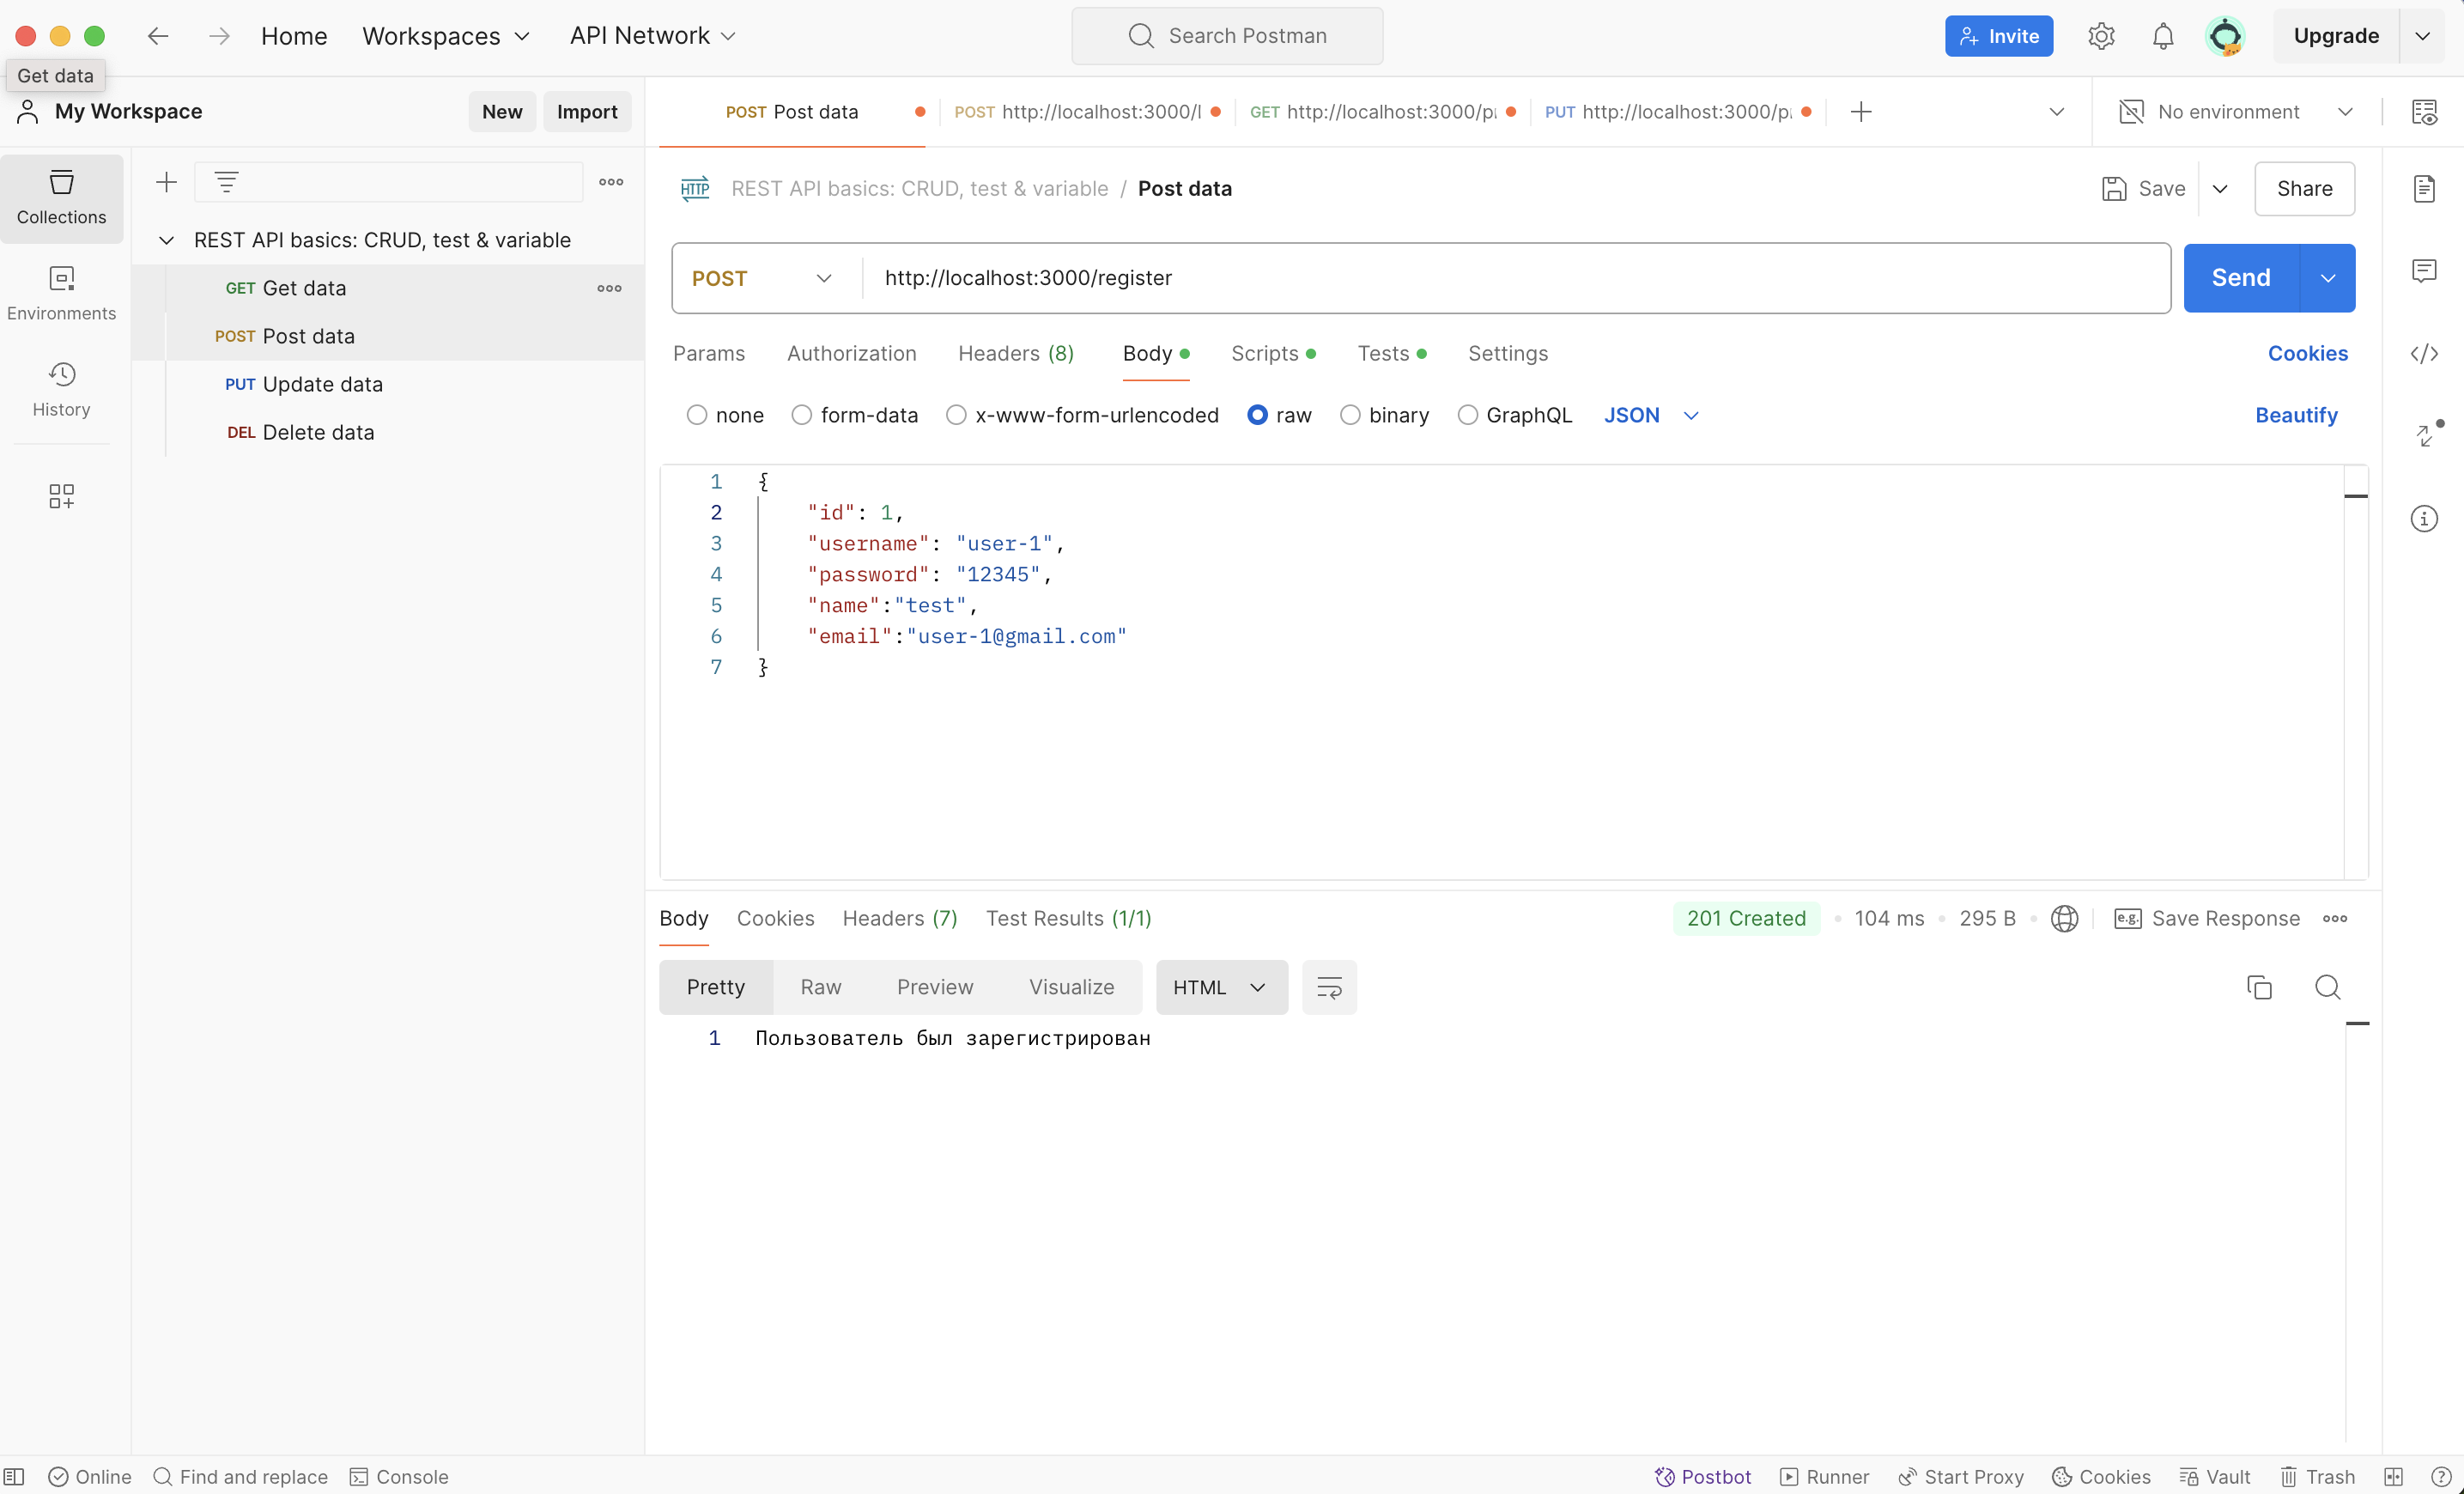 Home
Workspaces
API Network
Search Postman
Invite
Upgrade
Get data
My Workspace
New
Import
POST Post data
POST http://localhost:3000/l
GET http://localhost:3000/p
PUT http://localhost:3000/p
No environment
Collections
Environments
History
REST API basics: CRUD, test & variable
GET Get data
POST Post data
PUT Update data
DEL Delete data
HTTP REST API basics: CRUD, test & variable / Post data
Save
Share
POST
http://localhost:3000/register
Send
Params
Authorization
Headers (8)
Body
Scripts
Tests
Settings
Cookies
none
form-data
x-www-form-urlencoded
raw
binary
GraphQL
JSON
Beautify
1 {
2 "id": 1,
3 "username": "user-1",
4 "password": "12345",
5 "name":"test",
6 "email":"user-1@gmail.com"
7 }
Body
Cookies
Headers (7)
Test Results (1/1)
201 Created
104 ms
295 B
e.g. Save Response
Pretty
Raw
Preview
Visualize
HTML
1 Пользователь был зарегистрирован
Online
Find and replace
Console
Postbot
Runner
Start Proxy
Cookies
Vault
Trash